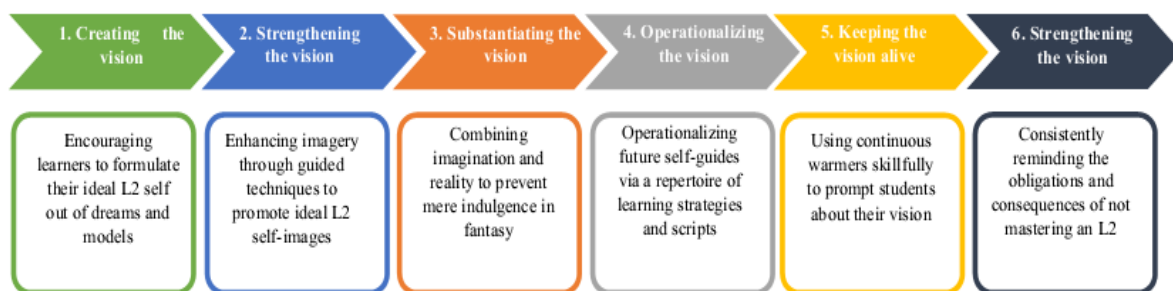 1. Creating the
vision
2. Strengthening
the vision
3. Substantiating the
vision
4. Operationalizing
the vision
5. Keeping the
vision alive
6. Strengthening
the vision
Encouraging
learners to formulate
their ideal L2 self
out of dreams and
models
Enhancing imagery
through guided
techniques to
promote ideal L2
self-images
Combining
imagination and
reality to prevent
mere indulgence in
fantasy
Operationalizing
future self-guides
via a repertoire of
learning strategies
and scripts
Using continuous
warmers skillfully
to prompt students
about their vision
Consistently
reminding the
obligations and
consequences of not
mastering an L2